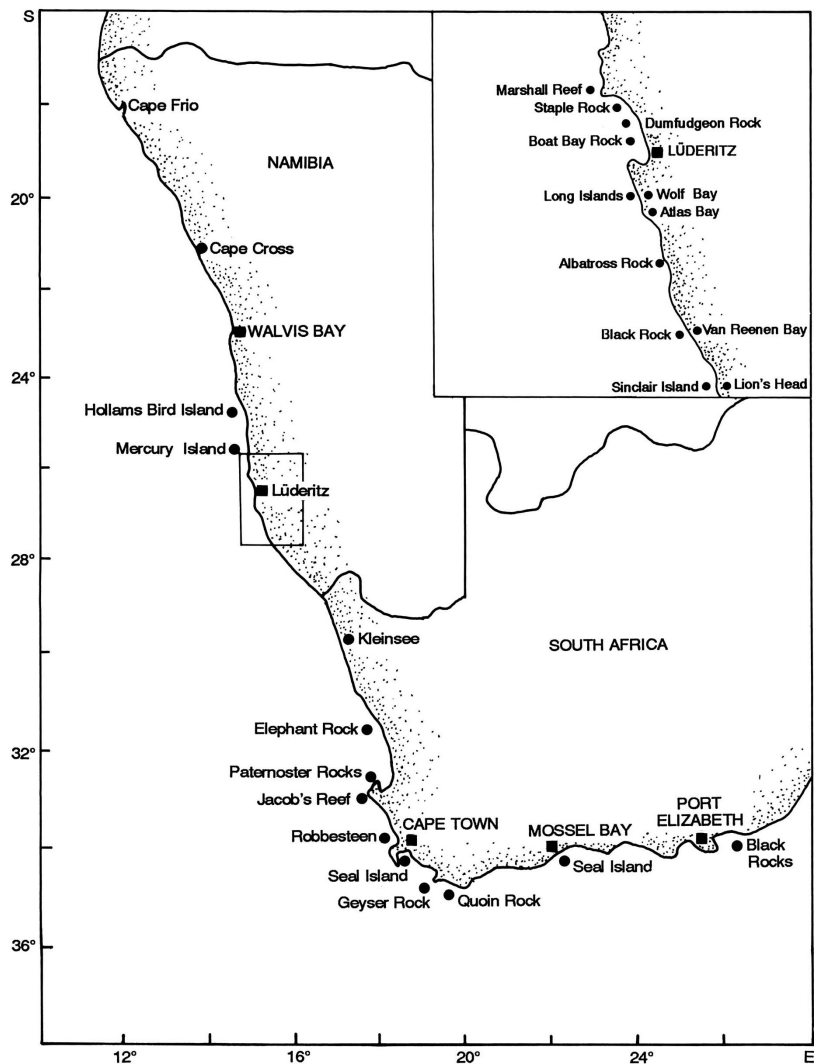 S
Cape Frio
NAMIBIA
20°
Cape Cross
WALVIS BAY
24°
Hollams Bird Island
Mercury Island
Lüderitz
28°
Kleinsee
SOUTH AFRICA
Elephant Rock
32°
Paternoster Rocks
Jacob's Reef
Robbesteen
CAPE TOWN
MOSSEL BAY
PORT
ELIZABETH
Black
Rocks
Seal Island
Seal Island
Geyser Rock
Quoin Rock
36°
10°
12°
16°
20°
24°
E
Marshall Reef
Staple Rock
Dumfudgeon Rock
Boat Bay Rock
LÜDERITZ
Long Islands
Wolf Bay
Atlas Bay
Albatross Rock
Black Rock
Van Reenen Bay
Sinclair Island
Lion's Head